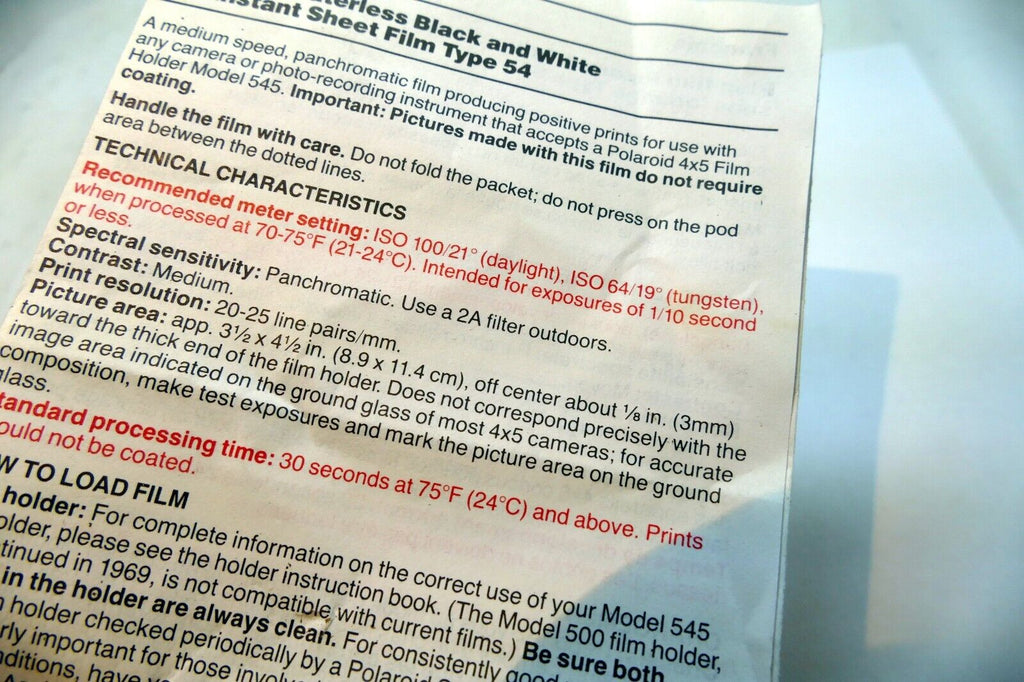 terless Black and White
nstant Sheet Film Type 54
A medium speed, panchromatic film producing positive prints for use with
any camera or photo-recording instrument that accepts a Polaroid 4x5 Film
Holder Model 545. Important: Pictures made with this film do not require
coating.
Handle the film with care. Do not fold the packet; do not press on the pod
area between the dotted lines.
TECHNICAL CHARACTERISTICS
Recommended meter setting: ISO 100/21° (daylight), ISO 64/19° (tungsten),
when processed at 70-75°F (21-24°C). Intended for exposures of 1/10 second
or less.
Spectral sensitivity: Panchromatic. Use a 2A filter outdoors.
Contrast: Medium.
Print resolution: 20-25 line pairs/mm.
Picture area: app. 3½ x 4½ in. (8.9 x 11.4 cm), off center about ⅛ in. (3mm)
toward the thick end of the film holder. Does not correspond precisely with the
image area indicated on the ground glass of most 4x5 cameras; for accurate
composition, make test exposures and mark the picture area on the ground
glass.
tandard processing time: 30 seconds at 75°F (24°C) and above. Prints
ould not be coated.
W TO LOAD FILM
holder: For complete information on the correct use of your Model 545
older, please see the holder instruction book. (The Model 500 film holder,
tinued in 1969, is not compatible with current films.) Be sure both
in the holder are always clean. For consistently good
holder checked periodically by a Polaroid
rly important for those involv
nditions, have